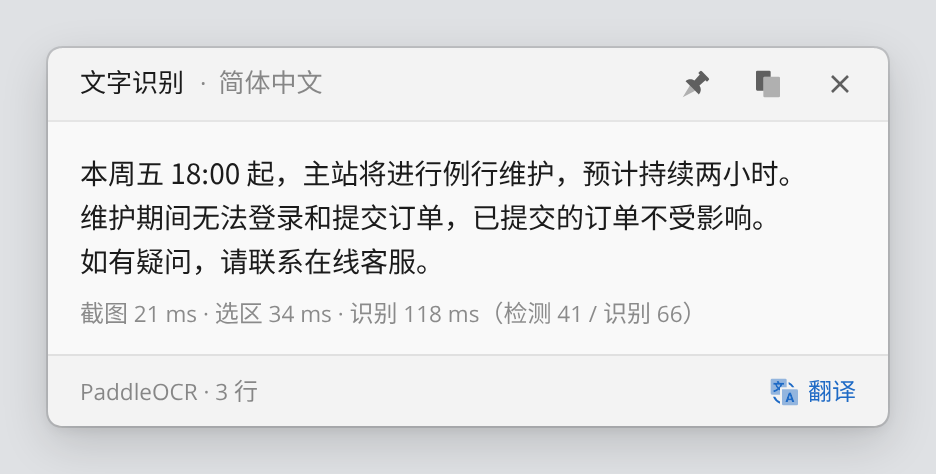 文字识别 · 简体中文
本周五 18:00 起，主站将进行例行维护，预计持续两小时。
维护期间无法登录和提交订单，已提交的订单不受影响。
如有疑问，请联系在线客服。
截图 21 ms · 选区 34 ms · 识别 118 ms（检测 41 / 识别 66）
PaddleOCR · 3 行
文A 翻译